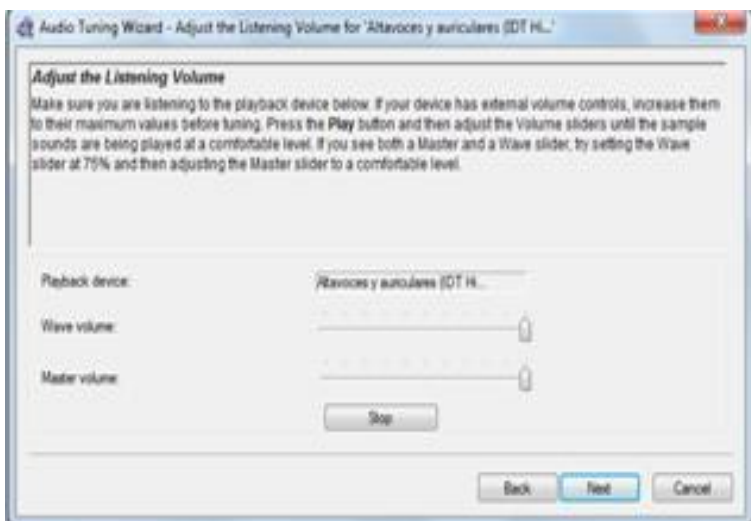 Audio Tuning Wizard - Adjust the Listening Volume for 'Altavoces y auriculares (IDT Hi...'
Adjust the Listening Volume
Make sure you are listening to the playback device below. If your device has external volume controls, increase them
to their maximum values before tuning. Press the Play button and then adjust the Volume sliders until the sample
sounds are being played at a comfortable level. If you see both a Master and a Wave slider, try setting the Wave
slider at 75% and then adjusting the Master slider to a comfortable level.
Playback device: Altavoces y auriculares (IDT Hi...
Wave volume:
Master volume:
Stop
Back Next Cancel